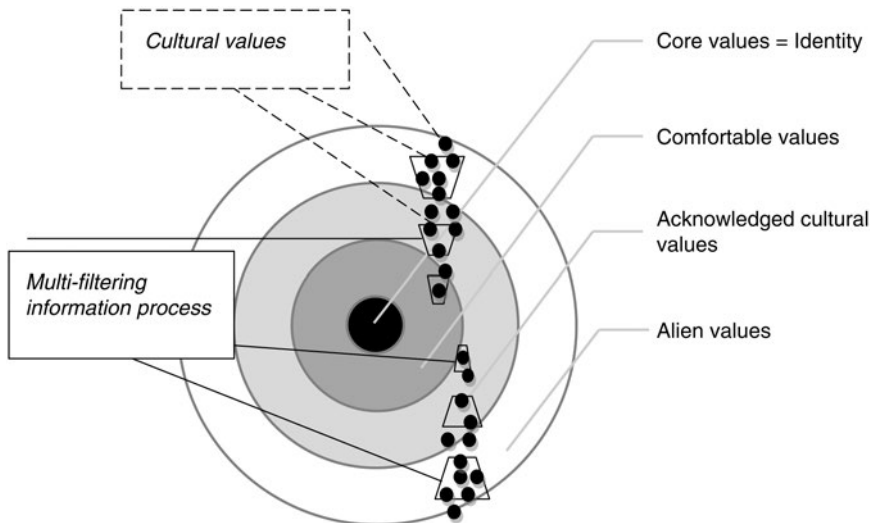 Cultural values
Core values = Identity
Comfortable values
Acknowledged cultural
values
Multi-filtering
information process
Alien values